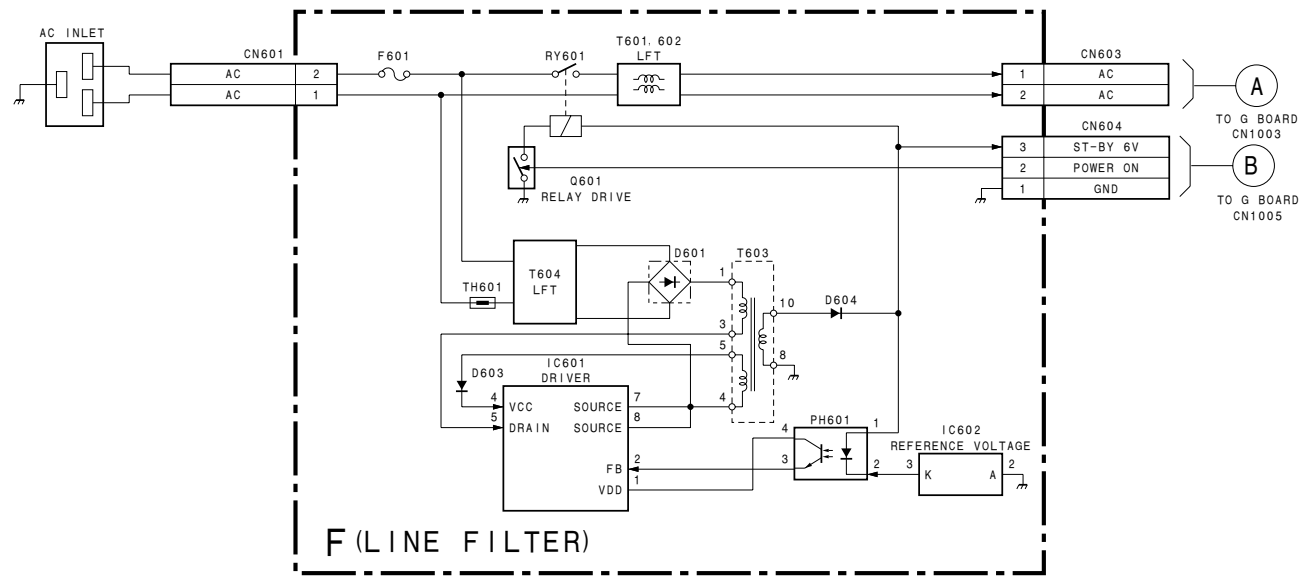 AC INLET
CN601
AC 2
AC 1
F601
RY601
T601, 602
LFT
CN603
1 AC
2 AC
A
TO G BOARD
CN1003
CN604
3 ST-BY 6V
2 POWER ON
1 GND
B
TO G BOARD
CN1005
Q601
RELAY DRIVE
TH601
T604
LFT
D601
T603
1
3
5
4
10
8
D604
D603
IC601
DRIVER
4 VCC
5 DRAIN
SOURCE 7
SOURCE 8
FB 2
VDD 1
PH601
4
3
1
2
IC602
REFERENCE VOLTAGE
3 K
A 2
F (LINE FILTER)